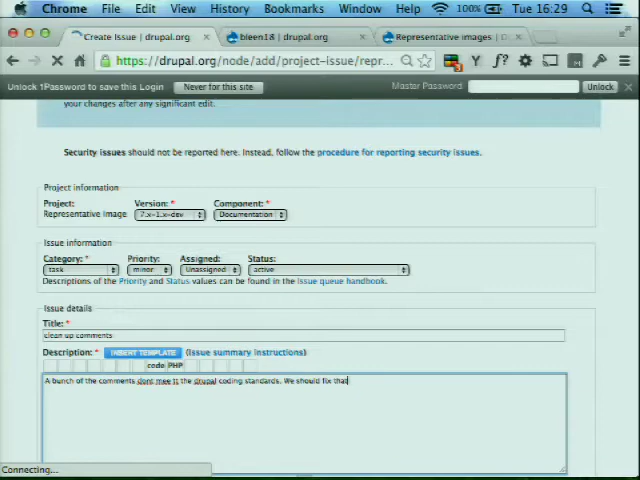 Chrome File Edit View History Bookmarks Window Help 100% Tue 16:29
Create Issue | drupal.org bleen18 | drupal.org Representative images | D
https://drupal.org/node/add/project-issue/repr...
Unlock 1Password to save this Login Never for this site Master Password Unlock
your changes after any significant edit.
Security issues should not be reported here. Instead, follow the procedure for reporting security issues.
Project information
Project: Version: * Component: *
Representative Image 7.x-1.x-dev Documentation
Issue information
Category: * Priority: Assigned: Status:
task minor Unassigned active
Descriptions of the Priority and Status values can be found in the Issue queue handbook.
Issue details
Title: *
clean up comments
Description: * INSERT TEMPLATE (Issue summary instructions)
code PHP
A bunch of the comments dont mee tt the drupal coding standards. We should fix that
Connecting...